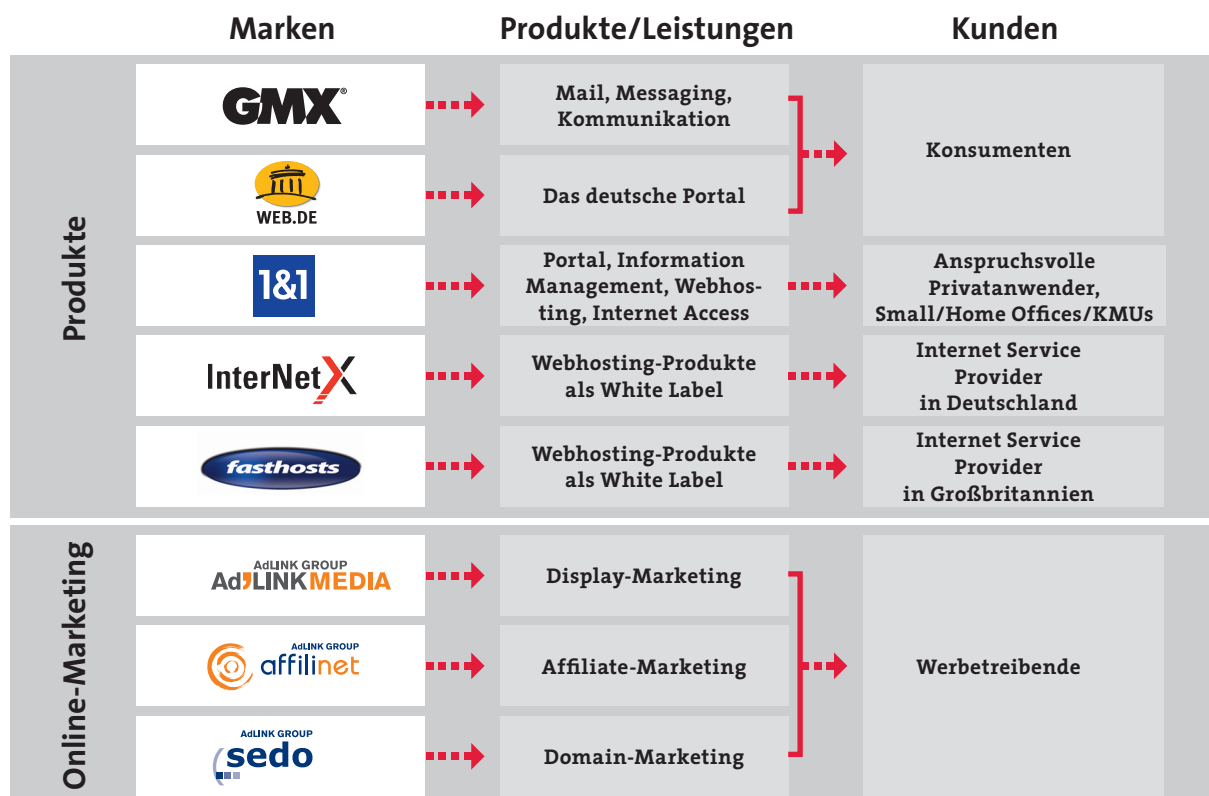 Marken Produkte/Leistungen Kunden
Produkte
GMX®
Mail, Messaging,
Kommunikation
WEB.DE
Das deutsche Portal
Konsumenten
1&1
Portal, Information
Management, Webhos-
ting, Internet Access
Anspruchsvolle
Privatanwender,
Small/Home Offices/KMUs
InterNetX
Webhosting-Produkte
als White Label
Internet Service
Provider
in Deutschland
fasthosts
Webhosting-Produkte
als White Label
Internet Service
Provider
in Großbritannien
Online-Marketing
AdLINK GROUP
Ad'LINKMEDIA
Display-Marketing
AdLINK GROUP
affilinet
Affiliate-Marketing
Werbetreibende
AdLINK GROUP
sedo
Domain-Marketing